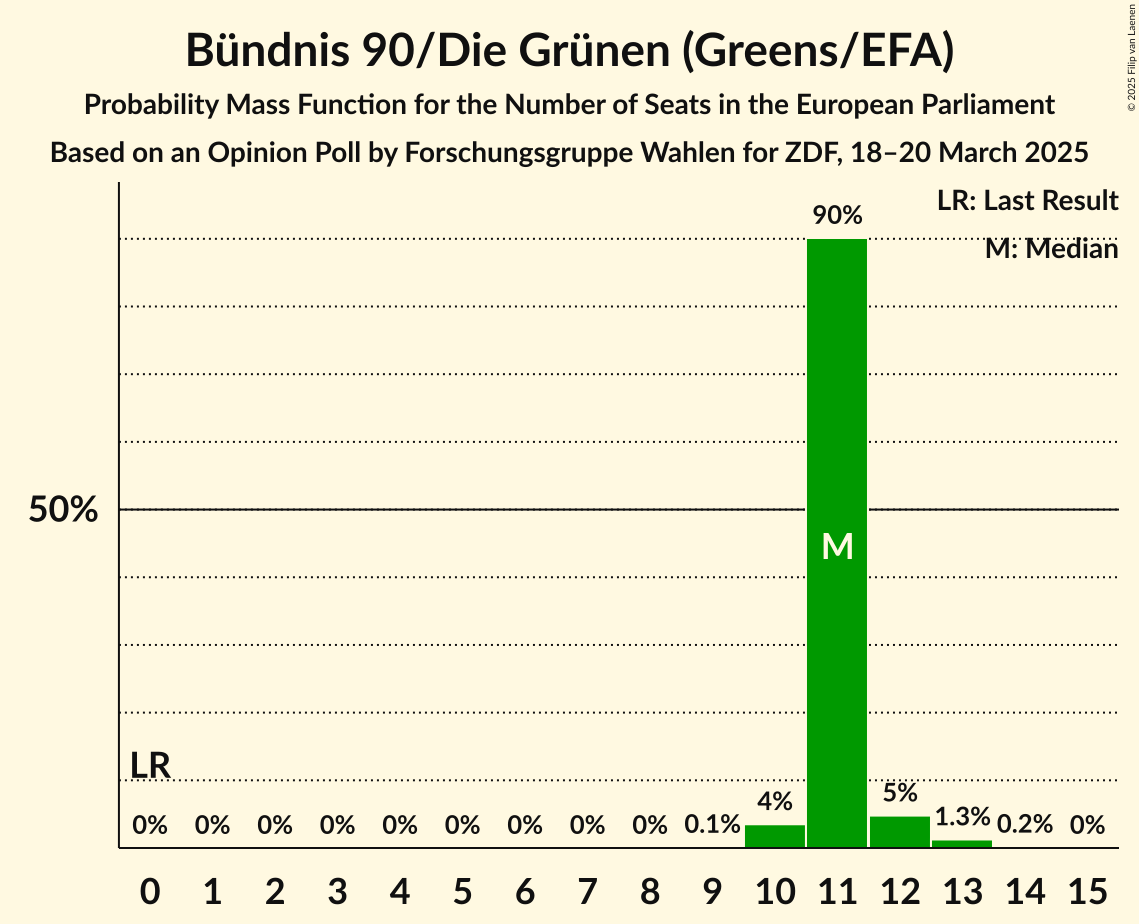 Bündnis 90/Die Grünen (Greens/EFA)
Probability Mass Function for the Number of Seats in the European Parliament
Based on an Opinion Poll by Forschungsgruppe Wahlen for ZDF, 18–20 March 2025
© 2025 Filip van Laenen
LR: Last Result
M: Median
90%
50%
M
LR
0% 0% 0% 0% 0% 0% 0% 0% 0% 0.1% 4% 5% 1.3% 0.2% 0%
0 1 2 3 4 5 6 7 8 9 10 11 12 13 14 15